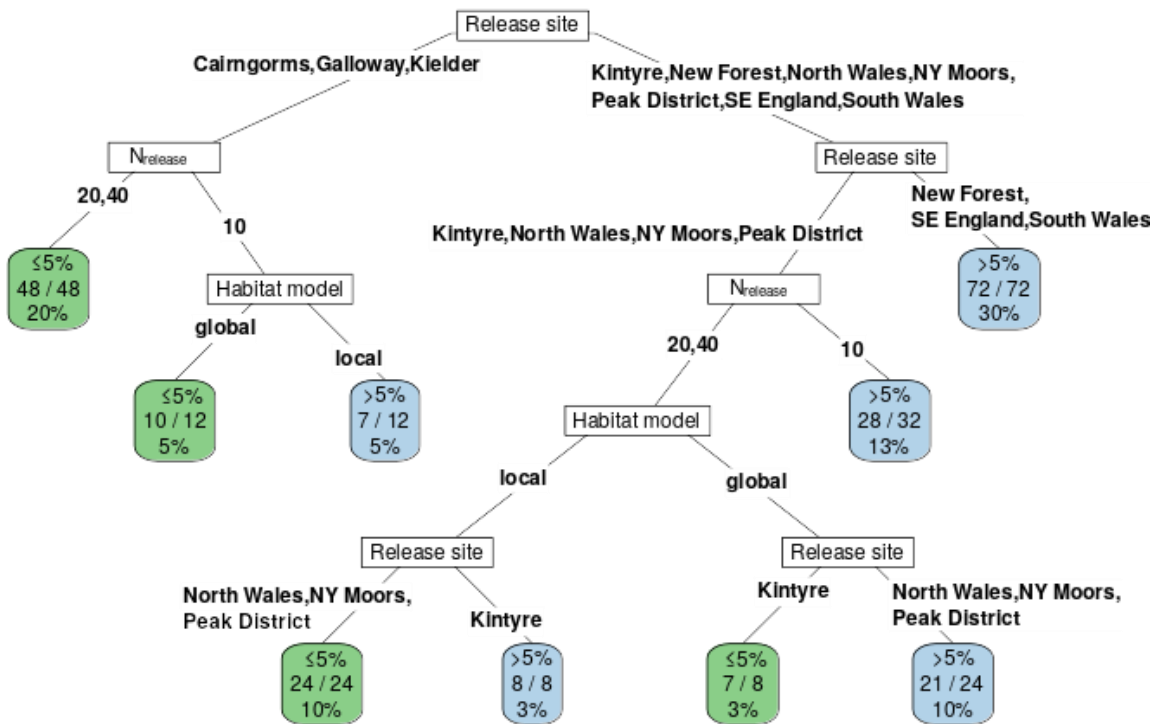 Release site
Cairngorms,Galloway,Kielder
Kintyre,New Forest,North Wales,NY Moors,
Peak District,SE England,South Wales
Nrelease
Release site
20,40
10
Kintyre,North Wales,NY Moors,Peak District
New Forest,
SE England,South Wales
≤5%
48 / 48
20%
Habitat model
Nrelease
>5%
72 / 72
30%
global
local
20,40
10
≤5%
10 / 12
5%
>5%
7 / 12
5%
Habitat model
>5%
28 / 32
13%
local
global
Release site
Release site
North Wales,NY Moors,
Peak District
Kintyre
Kintyre
North Wales,NY Moors,
Peak District
≤5%
24 / 24
10%
>5%
8 / 8
3%
≤5%
7 / 8
3%
>5%
21 / 24
10%